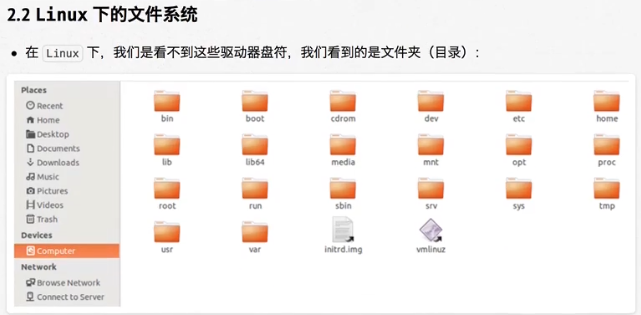 2.2 Linux 下的文件系统
在 Linux 下，我们是看不到这些驱动器盘符，我们看到的是文件夹（目录）：
Places
Recent
Home
Desktop
Documents
Downloads
Music
Pictures
Videos
Trash
Devices
Computer
Network
Browse Network
Connect to Server
bin boot cdrom dev etc home
lib lib64 media mnt opt proc
root run sbin srv sys tmp
usr var initrd.img vmlinuz